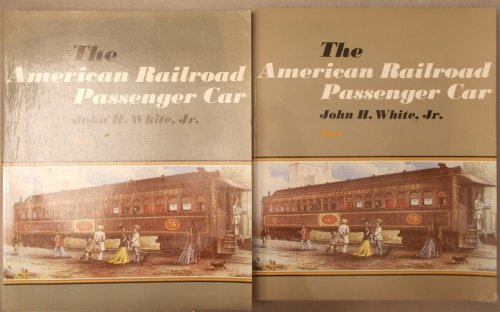 The
American Railroad
Passenger Car
John H. White, Jr.
The
American Railroad
Passenger Car
John H. White, Jr.